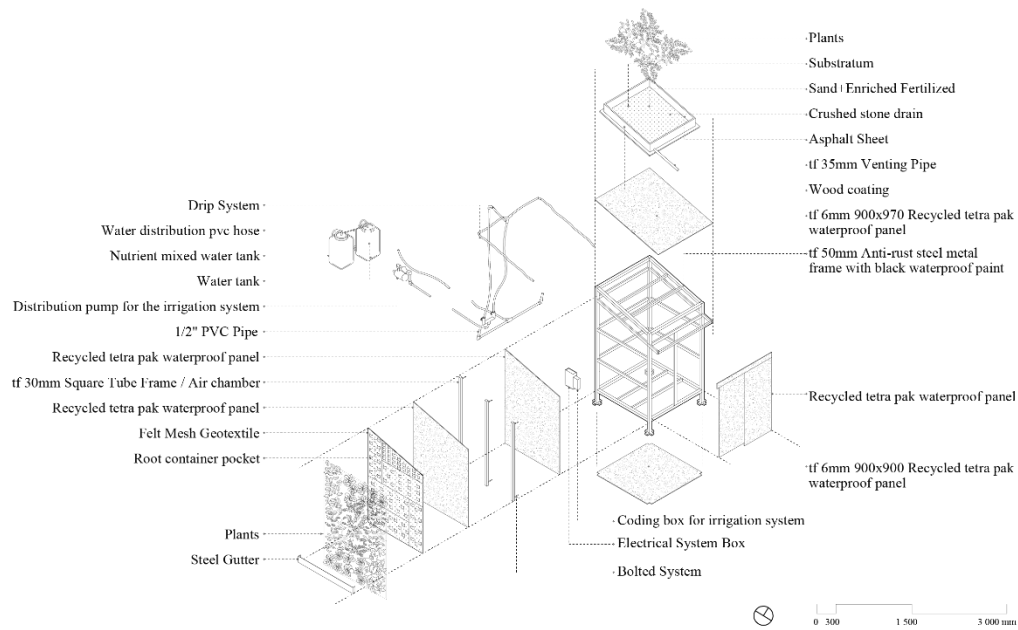 Plants
Substratum
Sand | Enriched Fertilized
Crushed stone drain
Asphalt Sheet
tf 35mm Venting Pipe
Wood coating
tf 6mm 900x970 Recycled tetra pak
waterproof panel
tf 50mm Anti-rust steel metal
frame with black waterproof paint
Drip System
Water distribution pvc hose
Nutrient mixed water tank
Water tank
Distribution pump for the irrigation system
1/2" PVC Pipe
Recycled tetra pak waterproof panel
tf 30mm Square Tube Frame / Air chamber
Recycled tetra pak waterproof panel
Felt Mesh Geotextile
Root container pocket
Plants
Steel Gutter
Recycled tetra pak waterproof panel
tf 6mm 900x900 Recycled tetra pak
waterproof panel
Coding box for irrigation system
Electrical System Box
Bolted System
0 300 1 500 3 000 mm